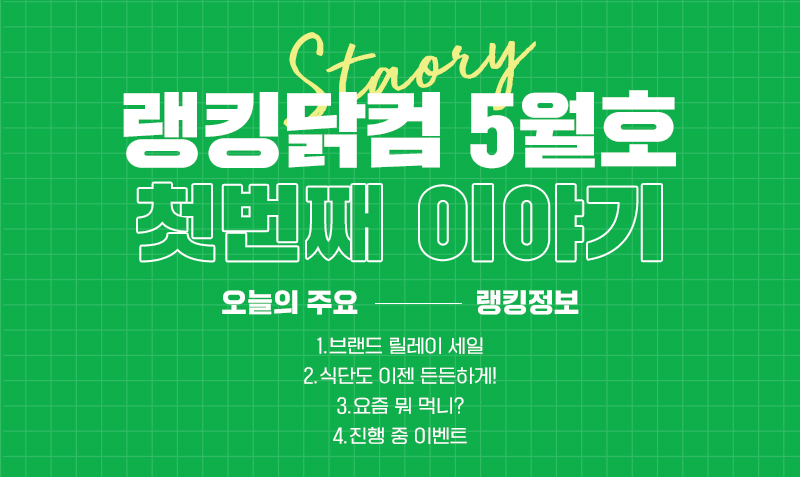 Staory
랭킹닭컴 5월호
첫번째 이야기
오늘의 주요 랭킹정보
1.브랜드 릴레이 세일
2.식단도 이젠 든든하게!
3.요즘 뭐 먹니?
4.진행 중 이벤트